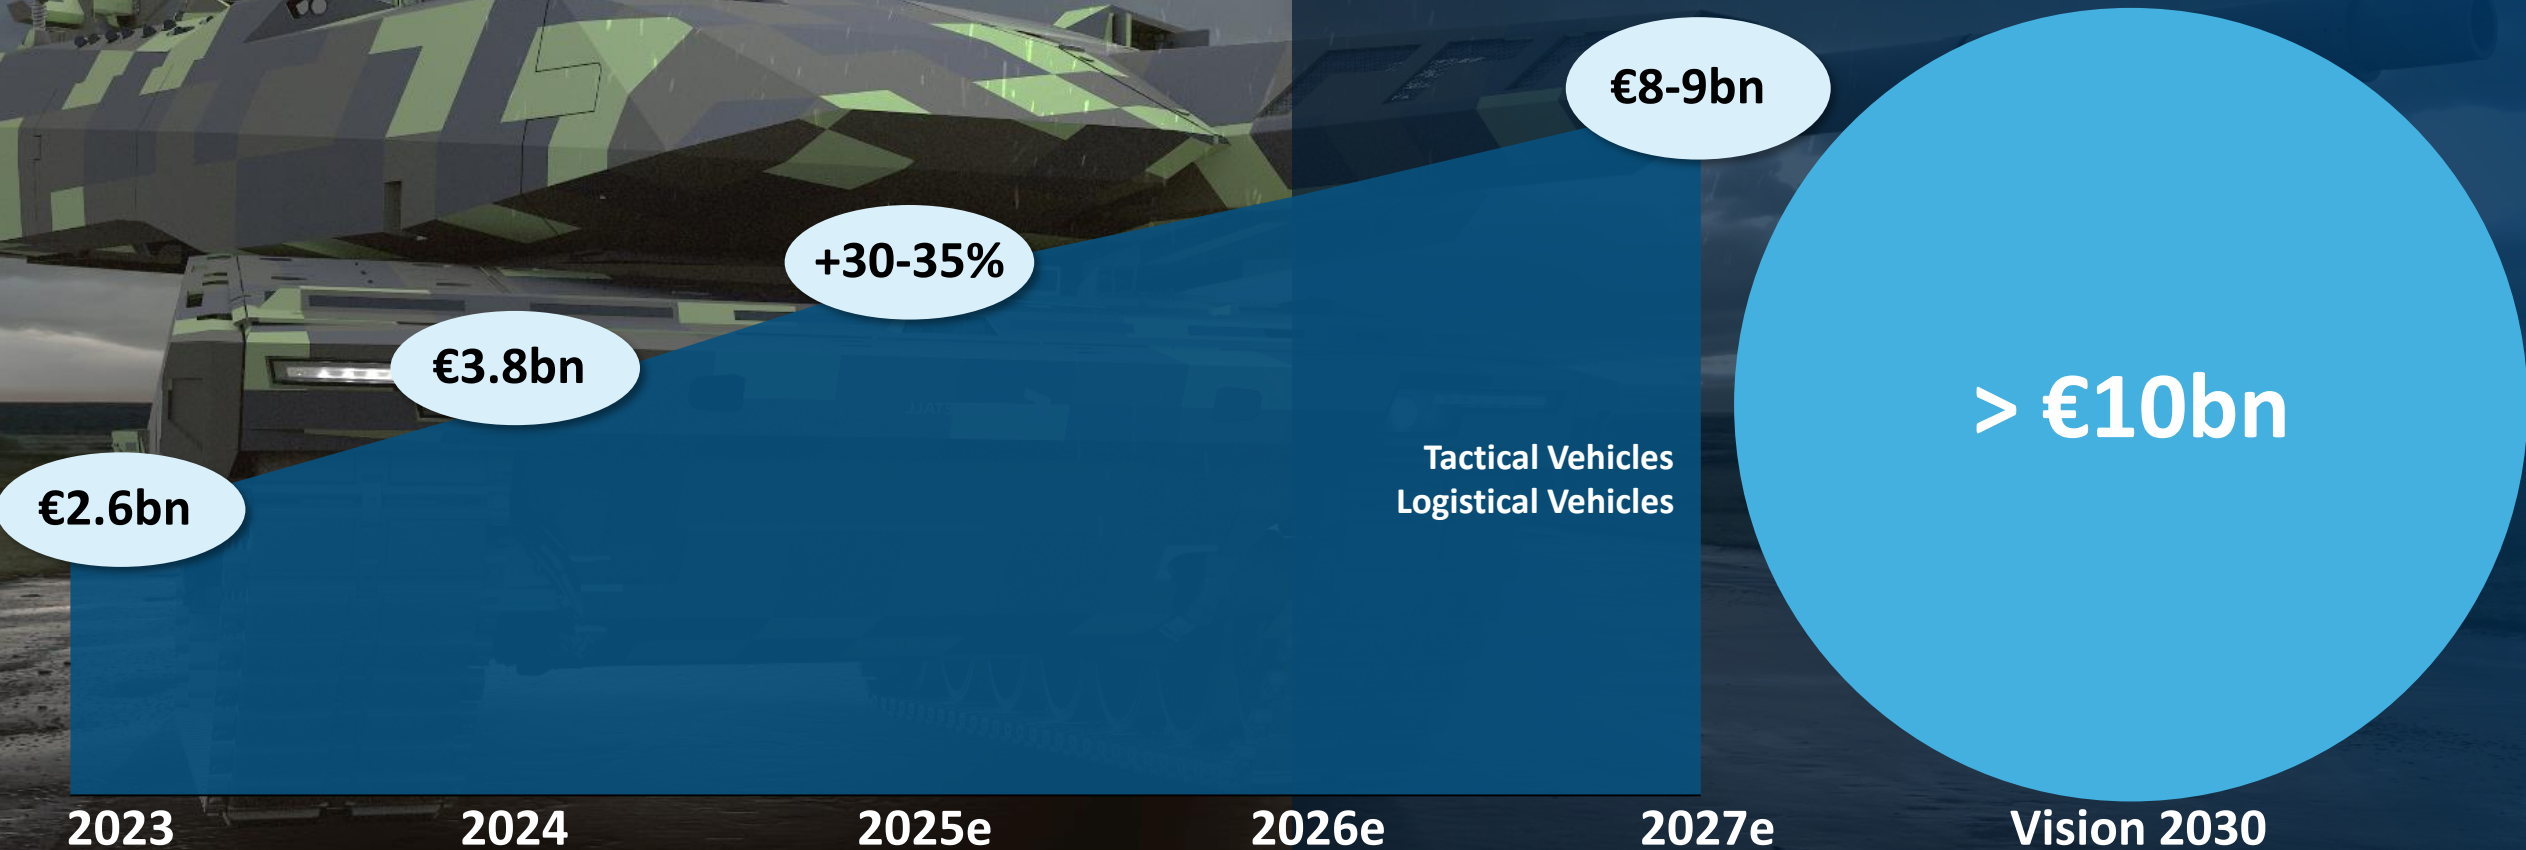 €8-9bn
+30-35%
€3.8bn
> €10bn
Tactical Vehicles
Logistical Vehicles
€2.6bn
2023
2024
2025e
2026e
2027e
Vision 2030